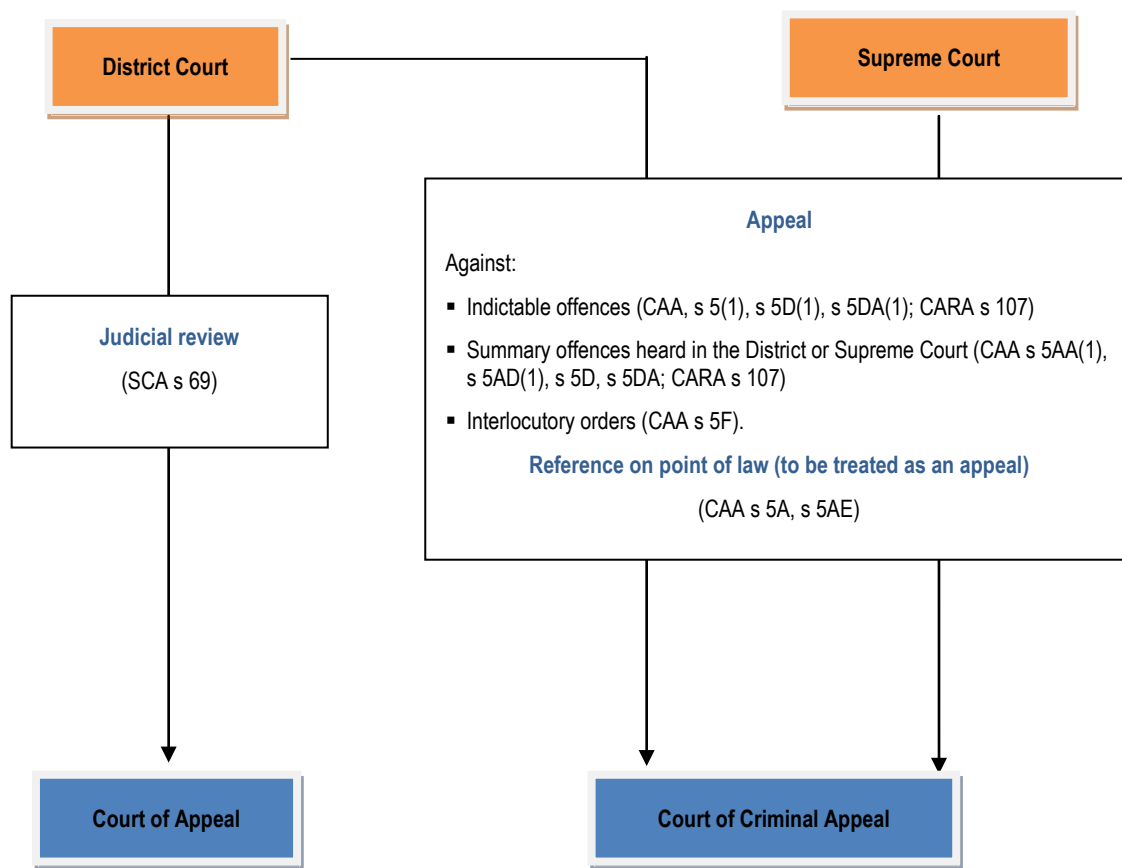 District Court
Supreme Court
Appeal
Against:
▪ Indictable offences (CAA, s 5(1), s 5D(1), s 5DA(1); CARA s 107)
▪ Summary offences heard in the District or Supreme Court (CAA s 5AA(1),
s 5AD(1), s 5D, s 5DA; CARA s 107)
▪ Interlocutory orders (CAA s 5F).
Reference on point of law (to be treated as an appeal)
(CAA s 5A, s 5AE)
Judicial review
(SCA s 69)
Court of Appeal
Court of Criminal Appeal